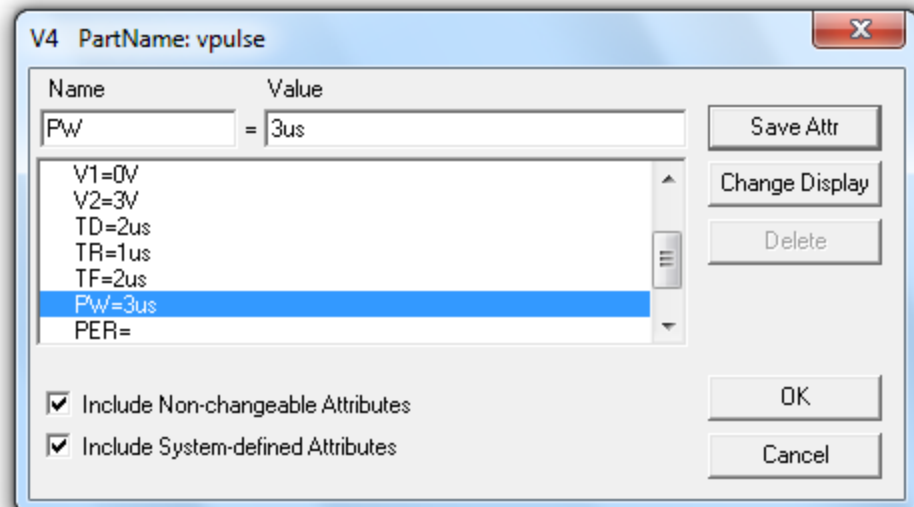 V4 PartName: vpulse
Name Value
PW = 3us Save Attr
V1=0V
V2=3V
TD=2us
TR=1us
TF=2us
PW=3us
PER=
Change Display
Delete
Include Non-changeable Attributes
Include System-defined Attributes
OK
Cancel